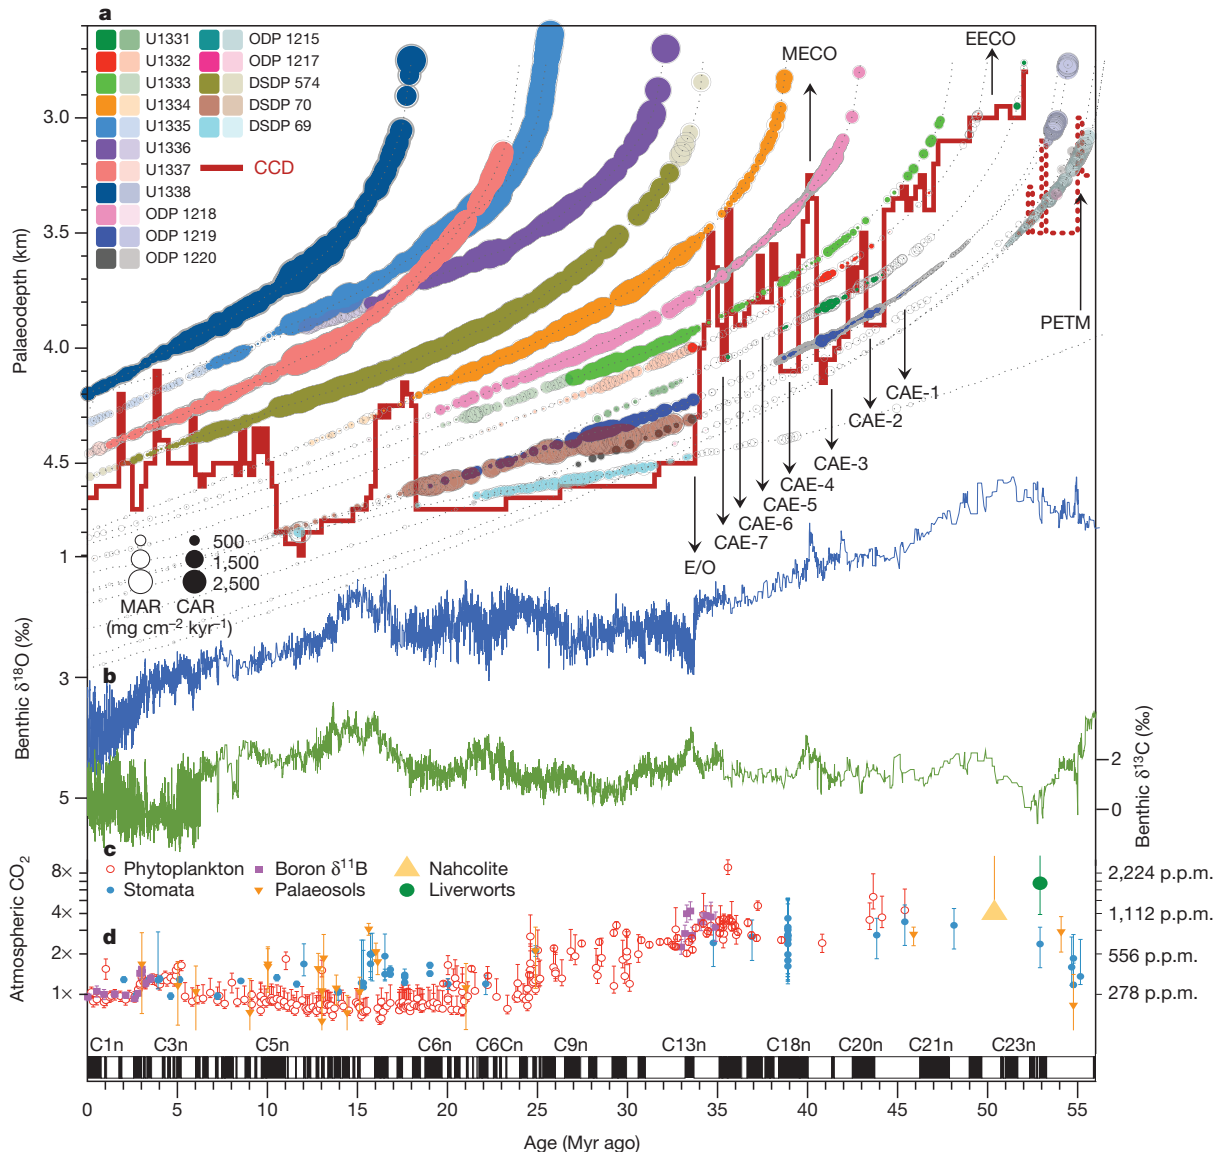 a
U1331
U1332
U1333
U1334
U1335
U1336
U1337
U1338
ODP 1218
ODP 1219
ODP 1220
ODP 1215
ODP 1217
DSDP 574
DSDP 70
DSDP 69
CCD
MECO
EECO
PETM
Palaeodepth (km)
3.0
3.5
4.0
4.5
CAE-1
CAE-2
CAE-3
CAE-4
CAE-5
CAE-6
CAE-7
E/O
500
1,500
2,500
MAR CAR
(mg cm⁻² kyr⁻¹)
b
Benthic δ¹⁸O (‰)
1
3
5
Benthic δ¹³C (‰)
2
0
c
Phytoplankton
Stomata
Boron δ¹¹B
Palaeosols
Nahcolite
Liverworts
d
Atmospheric CO₂
8×
4×
2×
1×
2,224 p.p.m.
1,112 p.p.m.
556 p.p.m.
278 p.p.m.
C1n C3n C5n C6n C6Cn C9n C13n C18n C20n C21n C23n
0 5 10 15 20 25 30 35 40 45 50 55
Age (Myr ago)